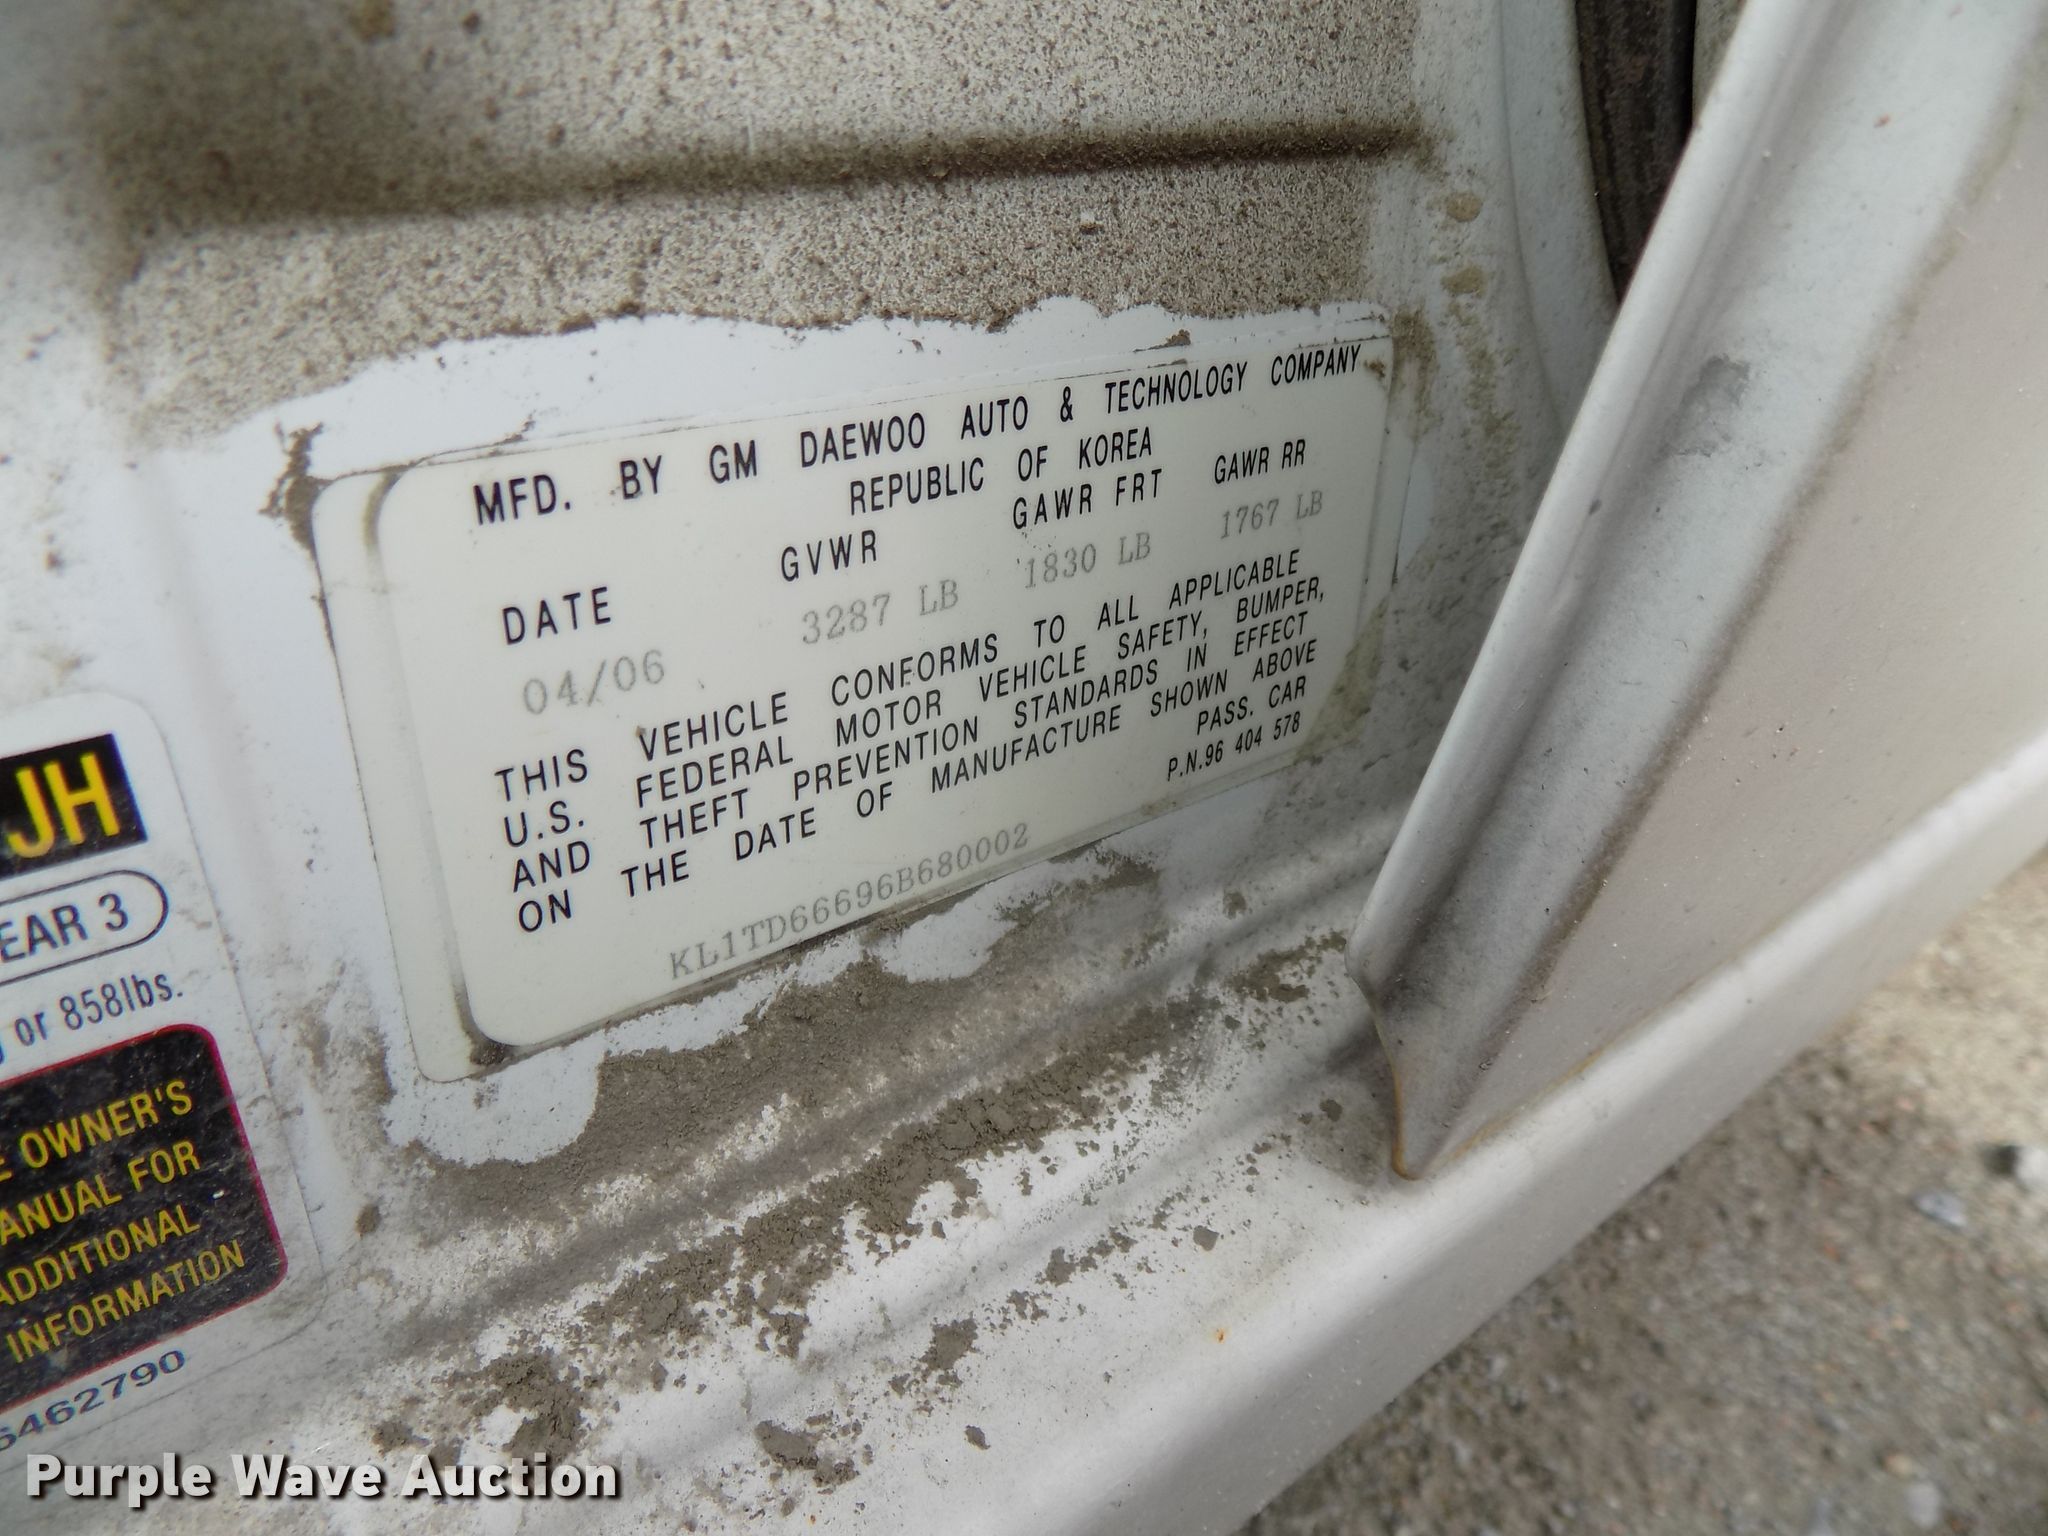 MFD. BY GM DAEWOO AUTO & TECHNOLOGY COMPANY
REPUBLIC OF KOREA
DATE GVWR GAWR FRT GAWR RR
04/06 3287 LB 1830 LB 1767 LB
THIS VEHICLE CONFORMS TO ALL APPLICABLE
U.S. FEDERAL MOTOR VEHICLE SAFETY, BUMPER,
AND THEFT PREVENTION STANDARDS IN EFFECT
ON THE DATE OF MANUFACTURE SHOWN ABOVE
PASS. CAR
P.N.96 404 578
KL1TD66696B680002
JH
EAR 3
or 858lbs.
E OWNER'S
ANUAL FOR
ADDITIONAL
INFORMATION
6462790
Purple Wave Auction